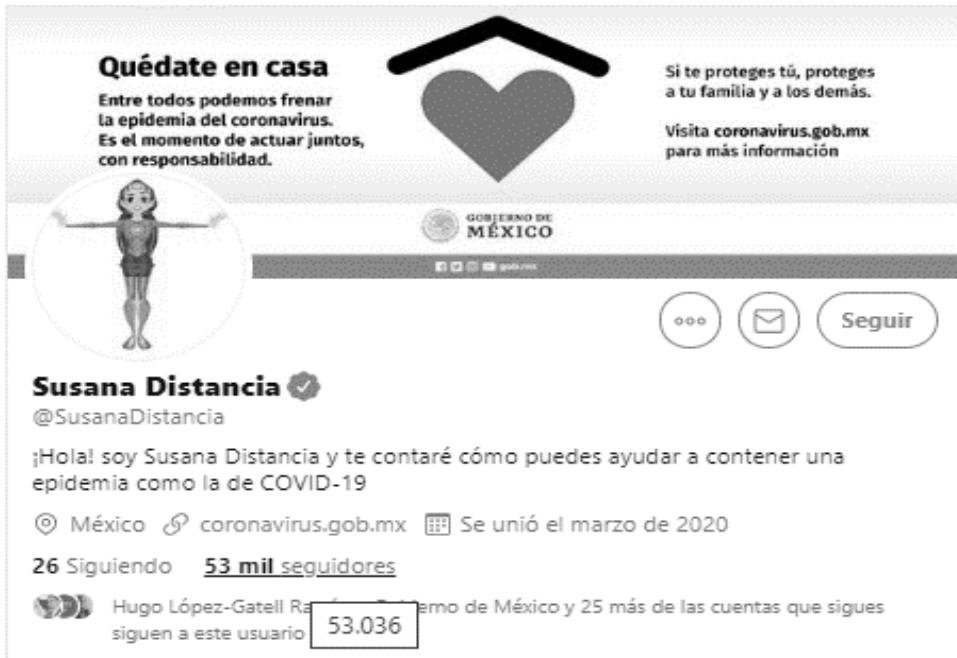 Quédate en casa
Entre todos podemos frenar
la epidemia del coronavirus.
Es el momento de actuar juntos,
con responsabilidad.
Si te proteges tú, proteges
a tu familia y a los demás.
Visita coronavirus.gob.mx
para más información
GOBIERNO DE
MÉXICO
gob.mx
Seguir
Susana Distancia
@SusanaDistancia
¡Hola! soy Susana Distancia y te contaré cómo puedes ayudar a contener una
epidemia como la de COVID-19
México coronavirus.gob.mx Se unió el marzo de 2020
26 Siguiendo 53 mil seguidores
Hugo López-Gatell de México y 25 más de las cuentas que sigues
siguen a este usuario
53.036